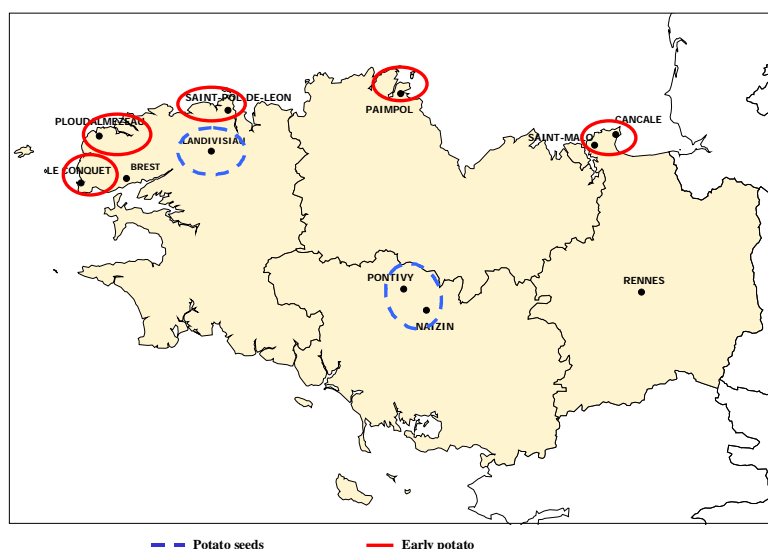 SAINT-POL-DE-LEON
PAIMPOL
PLOUDALMEZEAU
CANCALE
SAINT-MALO
LANDIVISIAU
LE CONQUET
BREST
PONTIVY
RENNES
NAIZIN
Potato seeds
Early potato